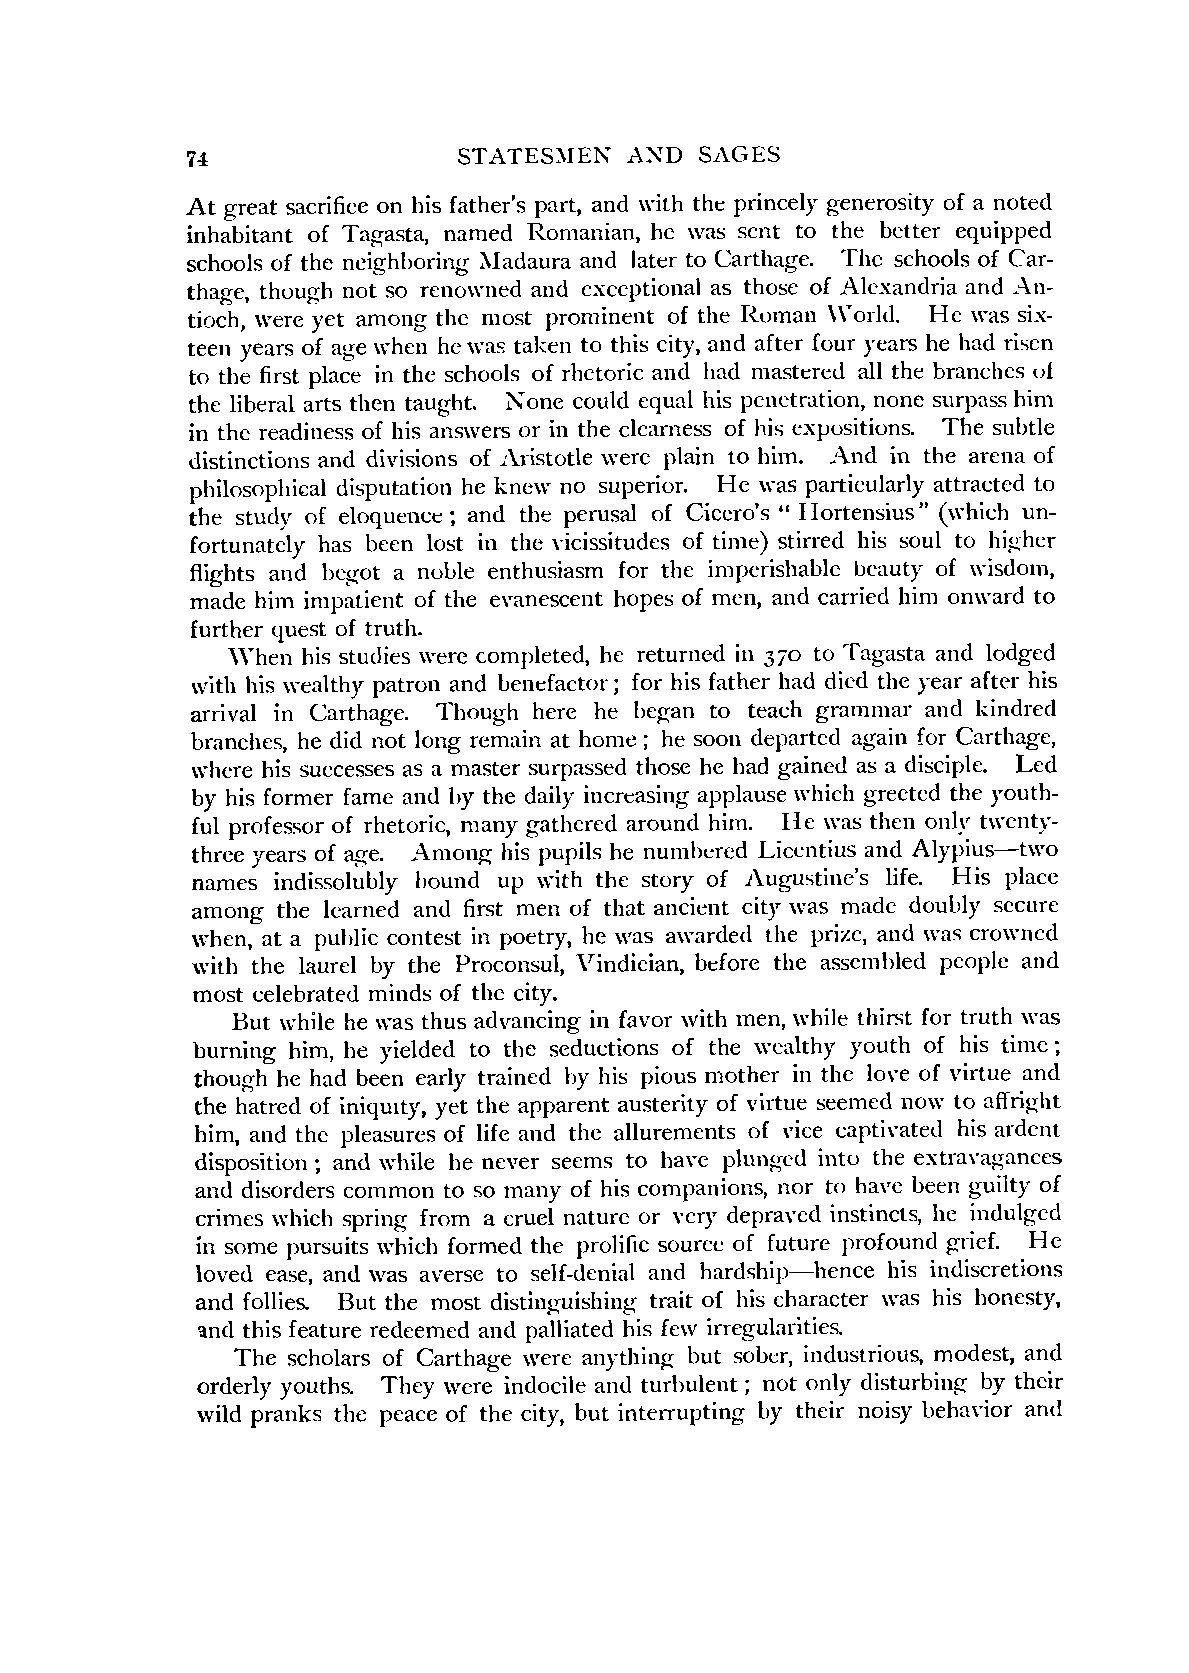 74 STATESMEN AND SAGES
At great sacrifice on his father's part, and with the princely generosity of a noted
inhabitant of Tagasta, named Romanian, he was sent to the better equipped
schools of the neighboring Madaura and later to Carthage. The schools of Car-
thage, though not so renowned and exceptional as those of Alexandria and An-
tioch, were yet among the most prominent of the Roman World. He was six-
teen years of age when he was taken to this city, and after four years he had risen
to the first place in the schools of rhetoric and had mastered all the branches of
the liberal arts then taught. None could equal his penetration, none surpass him
in the readiness of his answers or in the clearness of his expositions. The subtle
distinctions and divisions of Aristotle were plain to him. And in the arena of
philosophical disputation he knew no superior. He was particularly attracted to
the study of eloquence; and the perusal of Cicero's "Hortensius" (which un-
fortunately has been lost in the vicissitudes of time) stirred his soul to higher
flights and begot a noble enthusiasm for the imperishable beauty of wisdom,
made him impatient of the evanescent hopes of men, and carried him onward to
further quest of truth.
When his studies were completed, he returned in 370 to Tagasta and lodged
with his wealthy patron and benefactor; for his father had died the year after his
arrival in Carthage. Though here he began to teach grammar and kindred
branches, he did not long remain at home; he soon departed again for Carthage,
where his successes as a master surpassed those he had gained as a disciple. Led
by his former fame and by the daily increasing applause which greeted the youth-
ful professor of rhetoric, many gathered around him. He was then only twenty-
three years of age. Among his pupils he numbered Licentius and Alypius—two
names indissolubly bound up with the story of Augustine's life. His place
among the learned and first men of that ancient city was made doubly secure
when, at a public contest in poetry, he was awarded the prize, and was crowned
with the laurel by the Proconsul, Vindician, before the assembled people and
most celebrated minds of the city.
But while he was thus advancing in favor with men, while thirst for truth was
burning him, he yielded to the seductions of the wealthy youth of his time;
though he had been early trained by his pious mother in the love of virtue and
the hatred of iniquity, yet the apparent austerity of virtue seemed now to affright
him, and the pleasures of life and the allurements of vice captivated his ardent
disposition; and while he never seems to have plunged into the extravagances
and disorders common to so many of his companions, nor to have been guilty of
crimes which spring from a cruel nature or very depraved instincts, he indulged
in some pursuits which formed the prolific source of future profound grief. He
loved ease, and was averse to self-denial and hardship—hence his indiscretions
and follies. But the most distinguishing trait of his character was his honesty,
and this feature redeemed and palliated his few irregularities.
The scholars of Carthage were anything but sober, industrious, modest, and
orderly youths. They were indocile and turbulent; not only disturbing by their
wild pranks the peace of the city, but interrupting by their noisy behavior and